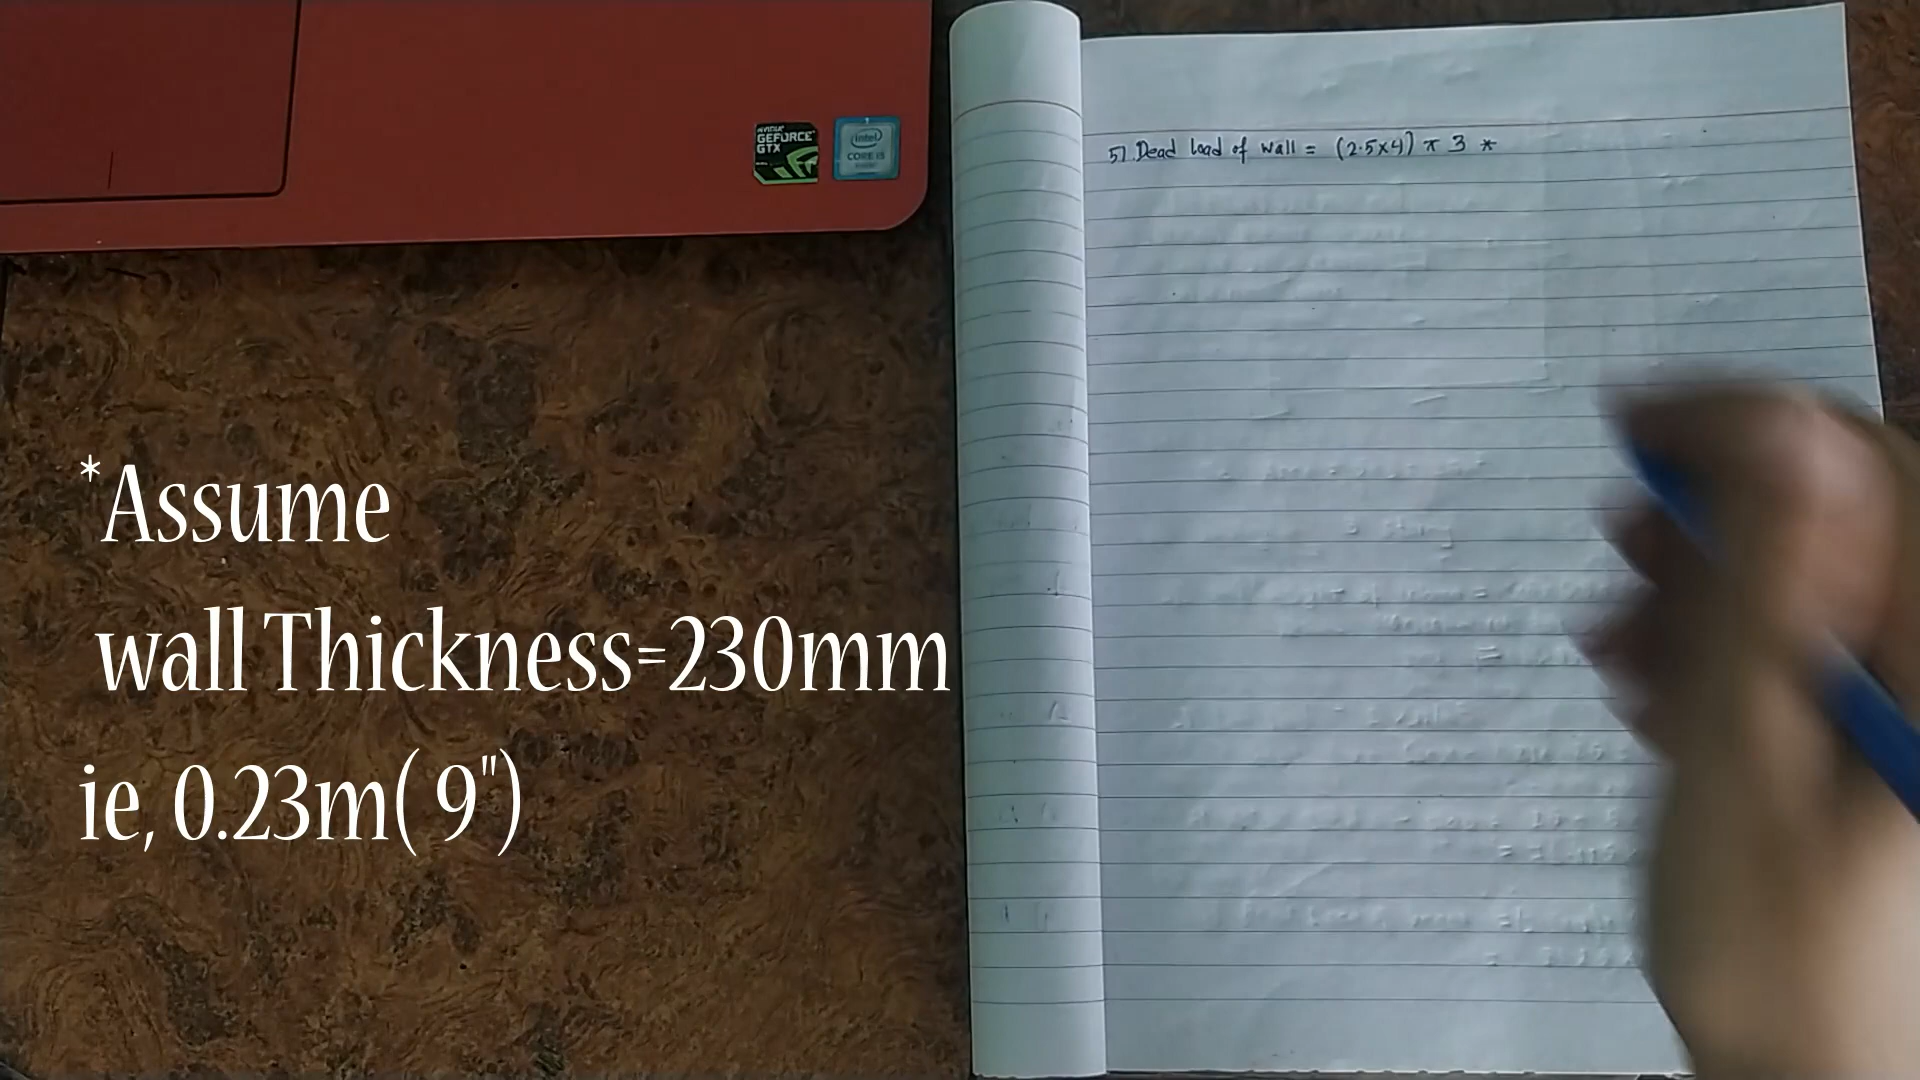 NVIDIA
GEFORCE
GTX
intel
CORE i5
5) Dead load of wall = (2.5x4) x 3 *
*Assume
wall Thickness=230mm
ie, 0.23m( 9")